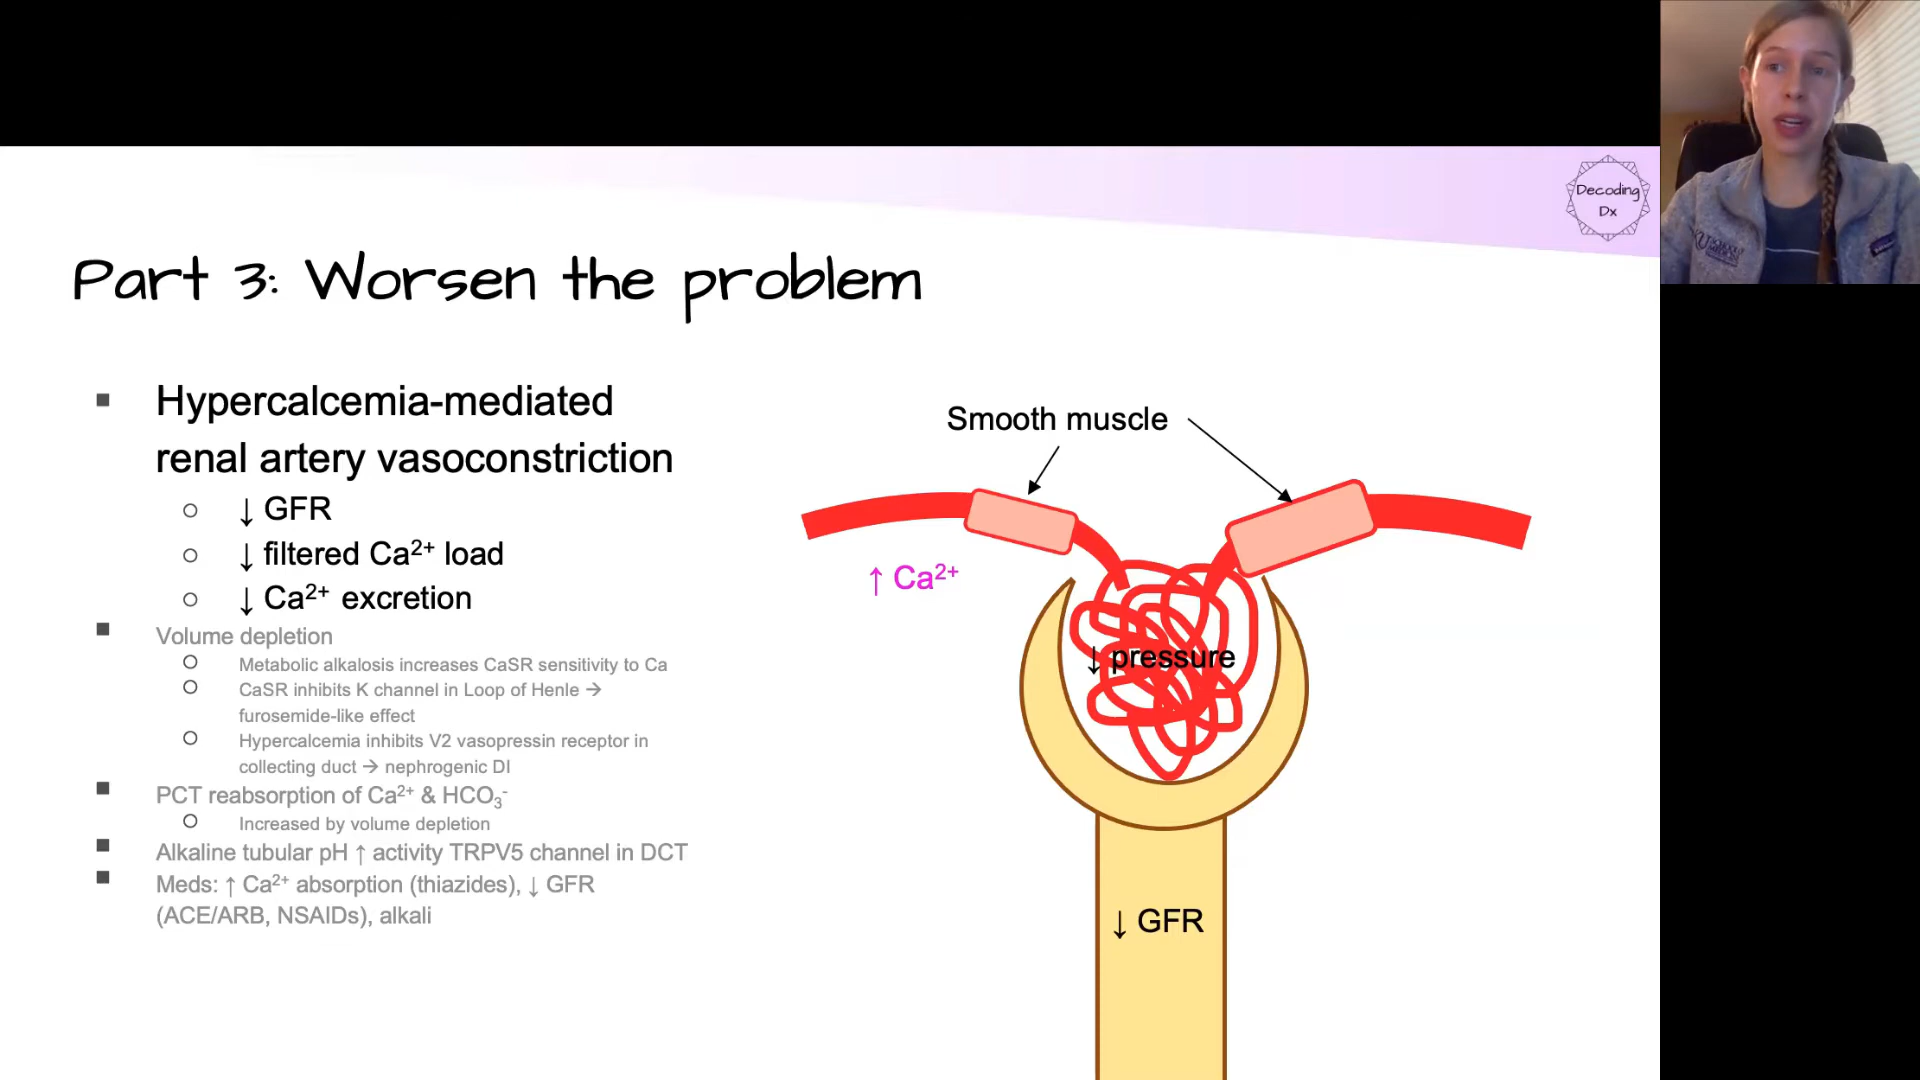 Decoding
Dx
Part 3: Worsen the problem
Hypercalcemia-mediated
renal artery vasoconstriction
↓ GFR
↓ filtered Ca²⁺ load
↓ Ca²⁺ excretion
Volume depletion
Metabolic alkalosis increases CaSR sensitivity to Ca
CaSR inhibits K channel in Loop of Henle →
furosemide-like effect
Hypercalcemia inhibits V2 vasopressin receptor in
collecting duct → nephrogenic DI
PCT reabsorption of Ca²⁺ & HCO₃⁻
Increased by volume depletion
Alkaline tubular pH ↑ activity TRPV5 channel in DCT
Meds: ↑ Ca²⁺ absorption (thiazides), ↓ GFR
(ACE/ARB, NSAIDs), alkali
Smooth muscle
↑ Ca²⁺
↓ pressure
↓ GFR